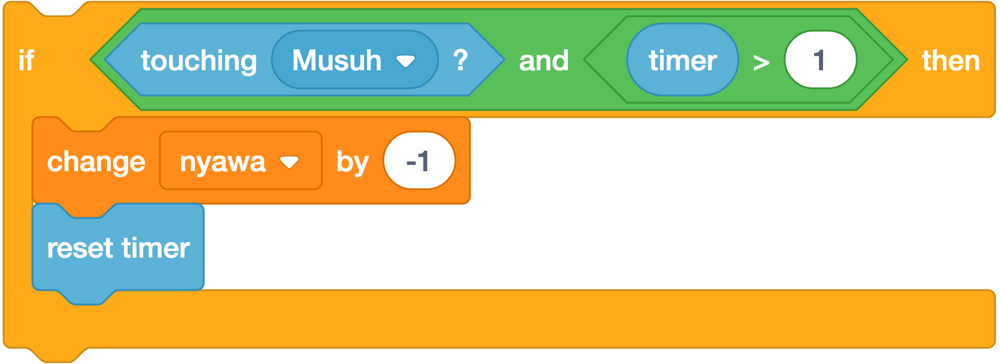 if touching Musuh ? and timer > 1 then
change nyawa by -1
reset timer